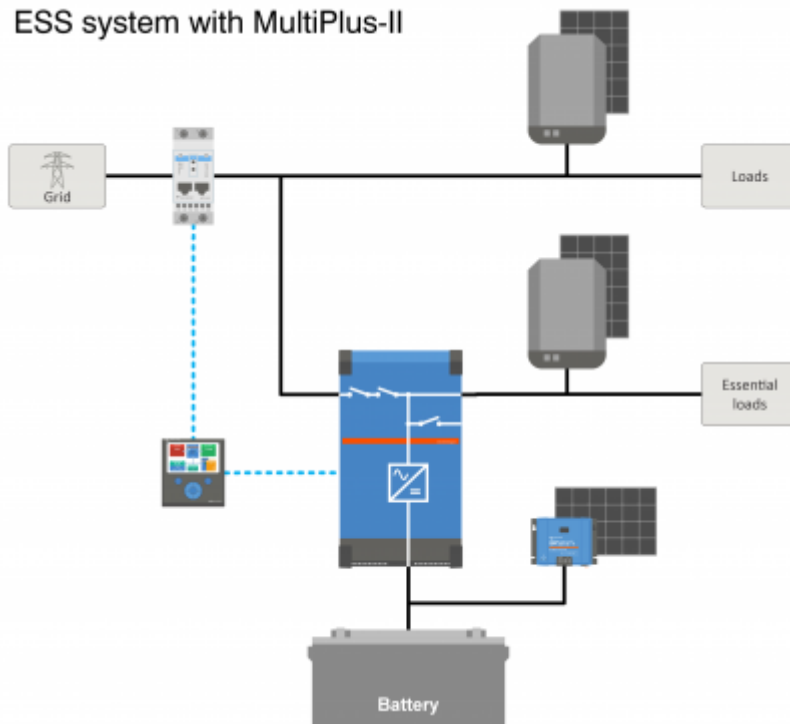 ESS system with MultiPlus-II
Grid
Loads
Essential
loads
Battery